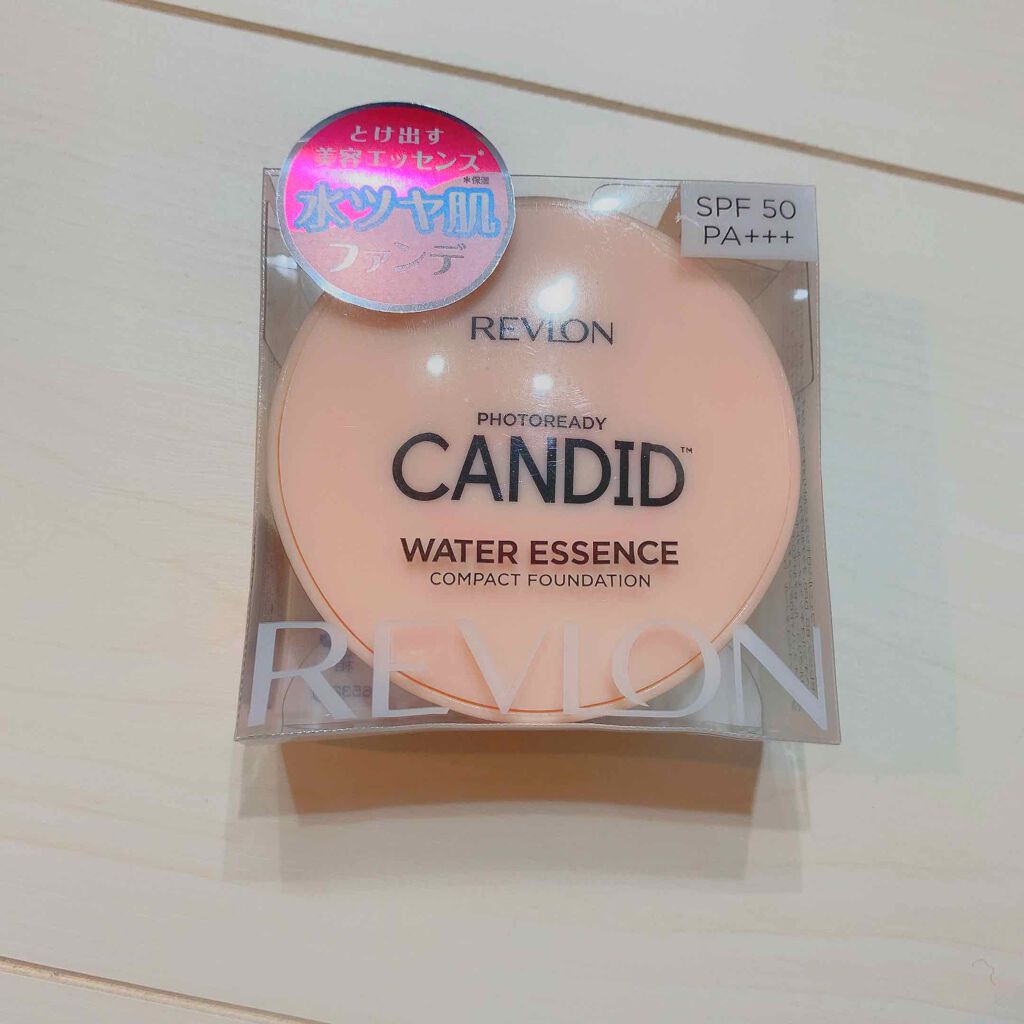 とけ出す
美容エッセンス*
*保湿
水ツヤ肌
ファンデ
SPF 50
PA+++
REVLON
PHOTOREADY
CANDID™
WATER ESSENCE
COMPACT FOUNDATION
REVLON